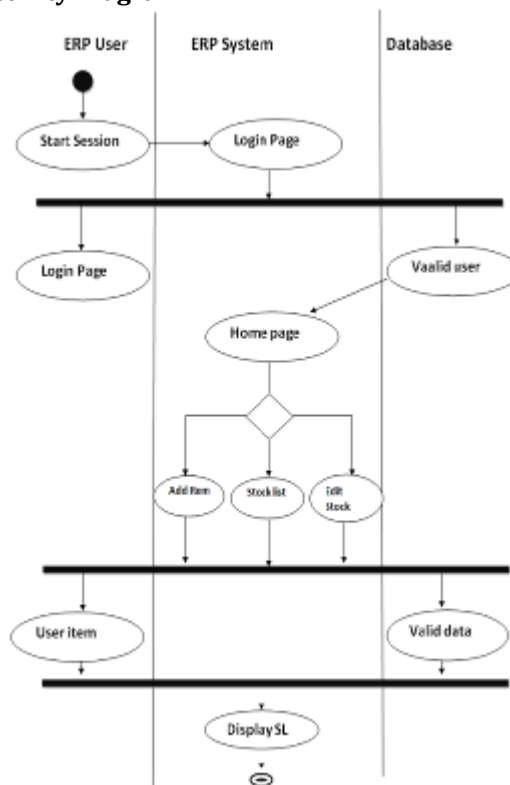 ERP User ERP System Database
Start Session
Login Page
Login Page
Vaalid user
Home page
Add Item
Stock list
Edit
Stock
User item
Valid data
Display SL